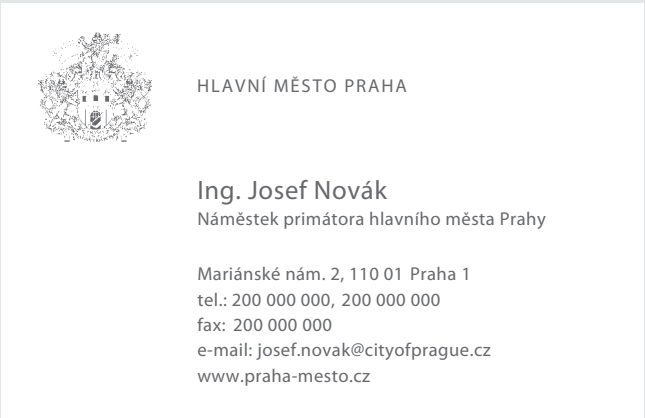 HLAVNÍ MĚSTO PRAHA
Ing. Josef Novák
Náměstek primátora hlavního města Prahy
Mariánské nám. 2, 110 01 Praha 1
tel.: 200 000 000, 200 000 000
fax: 200 000 000
e-mail: josef.novak@cityofprague.cz
www.praha-mesto.cz